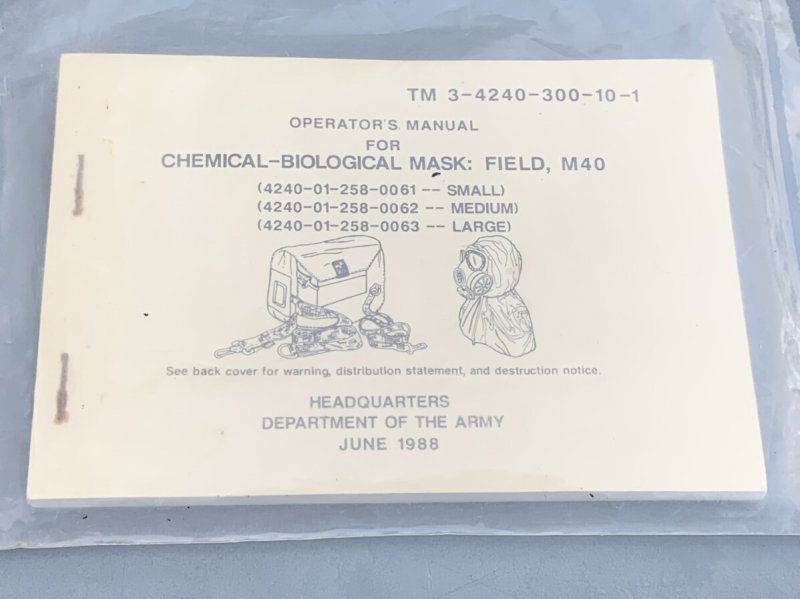 TM 3-4240-300-10-1
OPERATOR'S MANUAL
FOR
CHEMICAL-BIOLOGICAL MASK: FIELD, M40
(4240-01-258-0061 -- SMALL)
(4240-01-258-0062 -- MEDIUM)
(4240-01-258-0063 -- LARGE)
See back cover for warning, distribution statement, and destruction notice.
HEADQUARTERS
DEPARTMENT OF THE ARMY
JUNE 1988